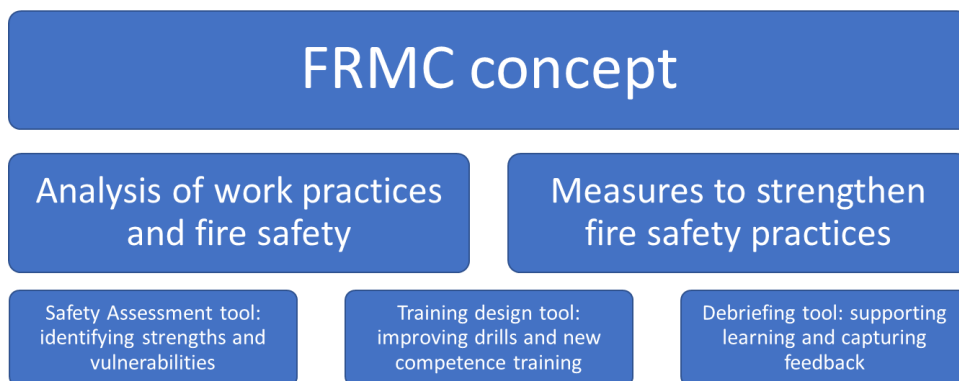 FRMC concept
Analysis of work practices
and fire safety
Measures to strengthen
fire safety practices
Safety Assessment tool:
identifying strengths and
vulnerabilities
Training design tool:
improving drills and new
competence training
Debriefing tool: supporting
learning and capturing
feedback